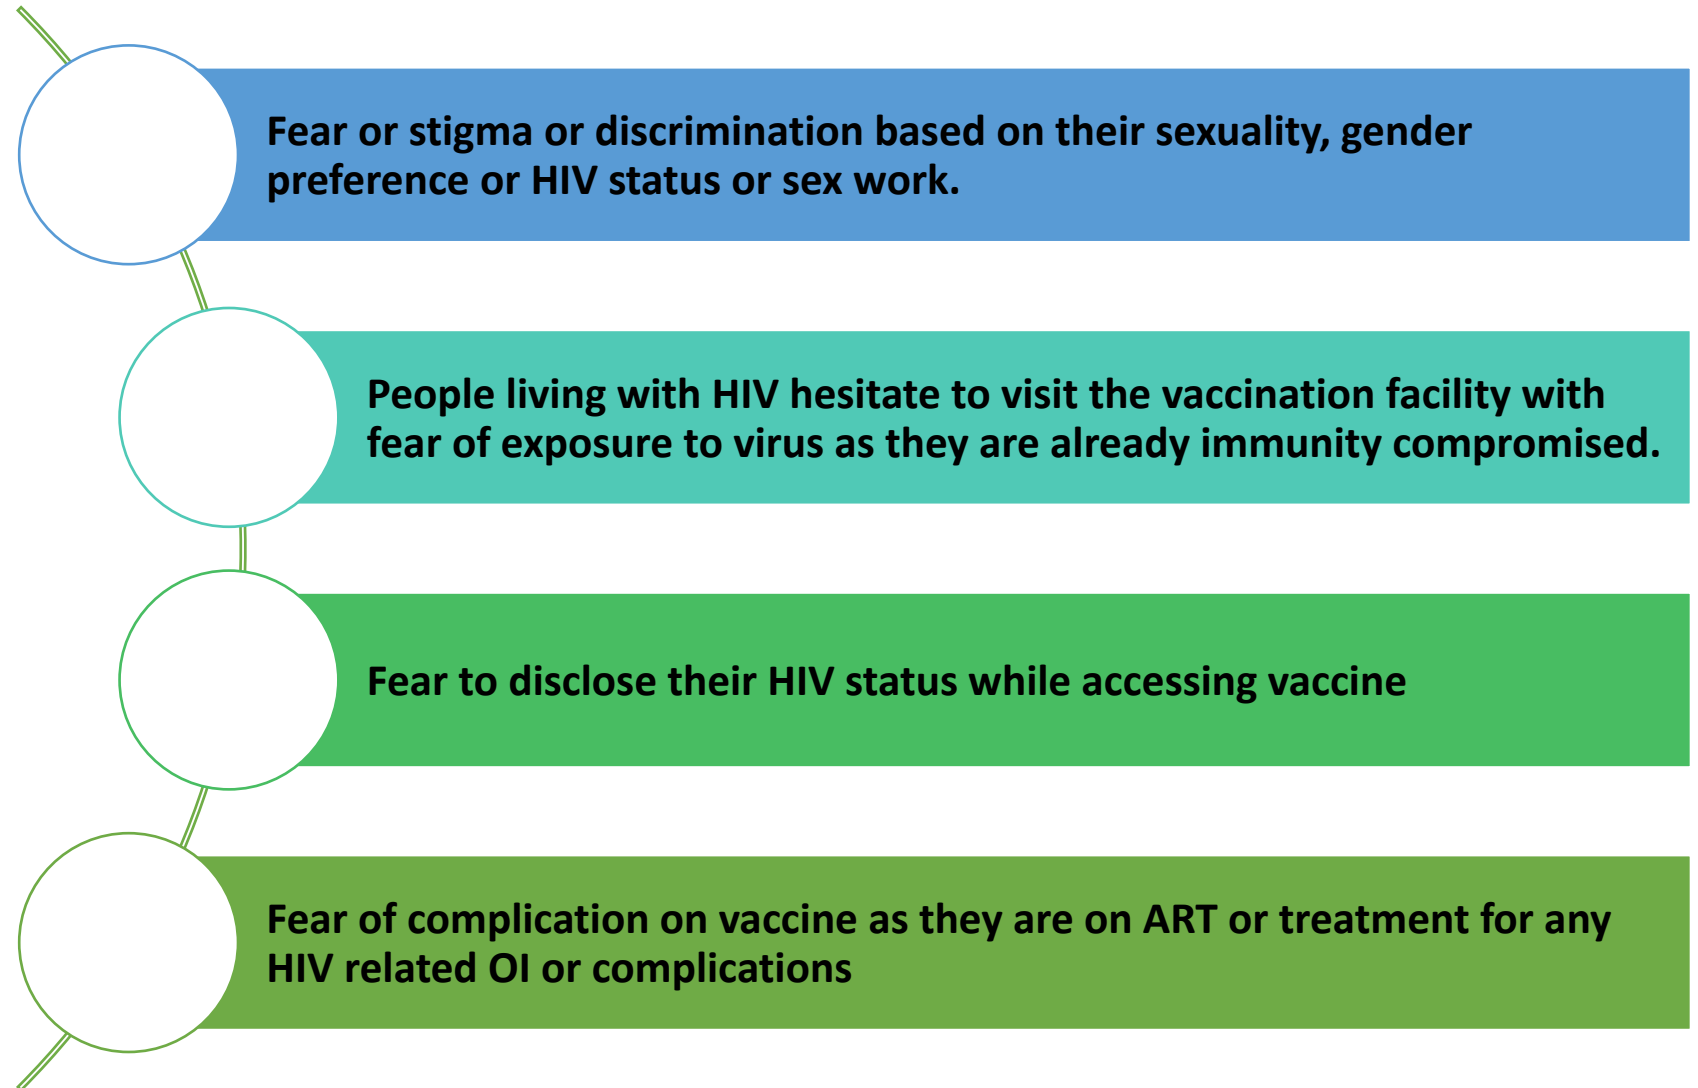 Fear or stigma or discrimination based on their sexuality, gender
preference or HIV status or sex work.
People living with HIV hesitate to visit the vaccination facility with
fear of exposure to virus as they are already immunity compromised.
Fear to disclose their HIV status while accessing vaccine
Fear of complication on vaccine as they are on ART or treatment for any
HIV related OI or complications